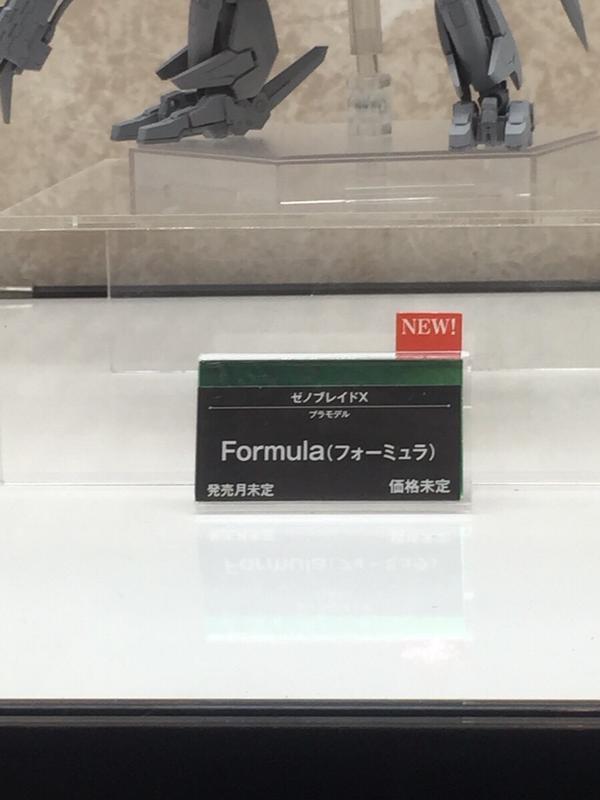 NEW!
ゼノブレイドX
プラモデル
Formula(フォーミュラ)
発売月未定 価格未定